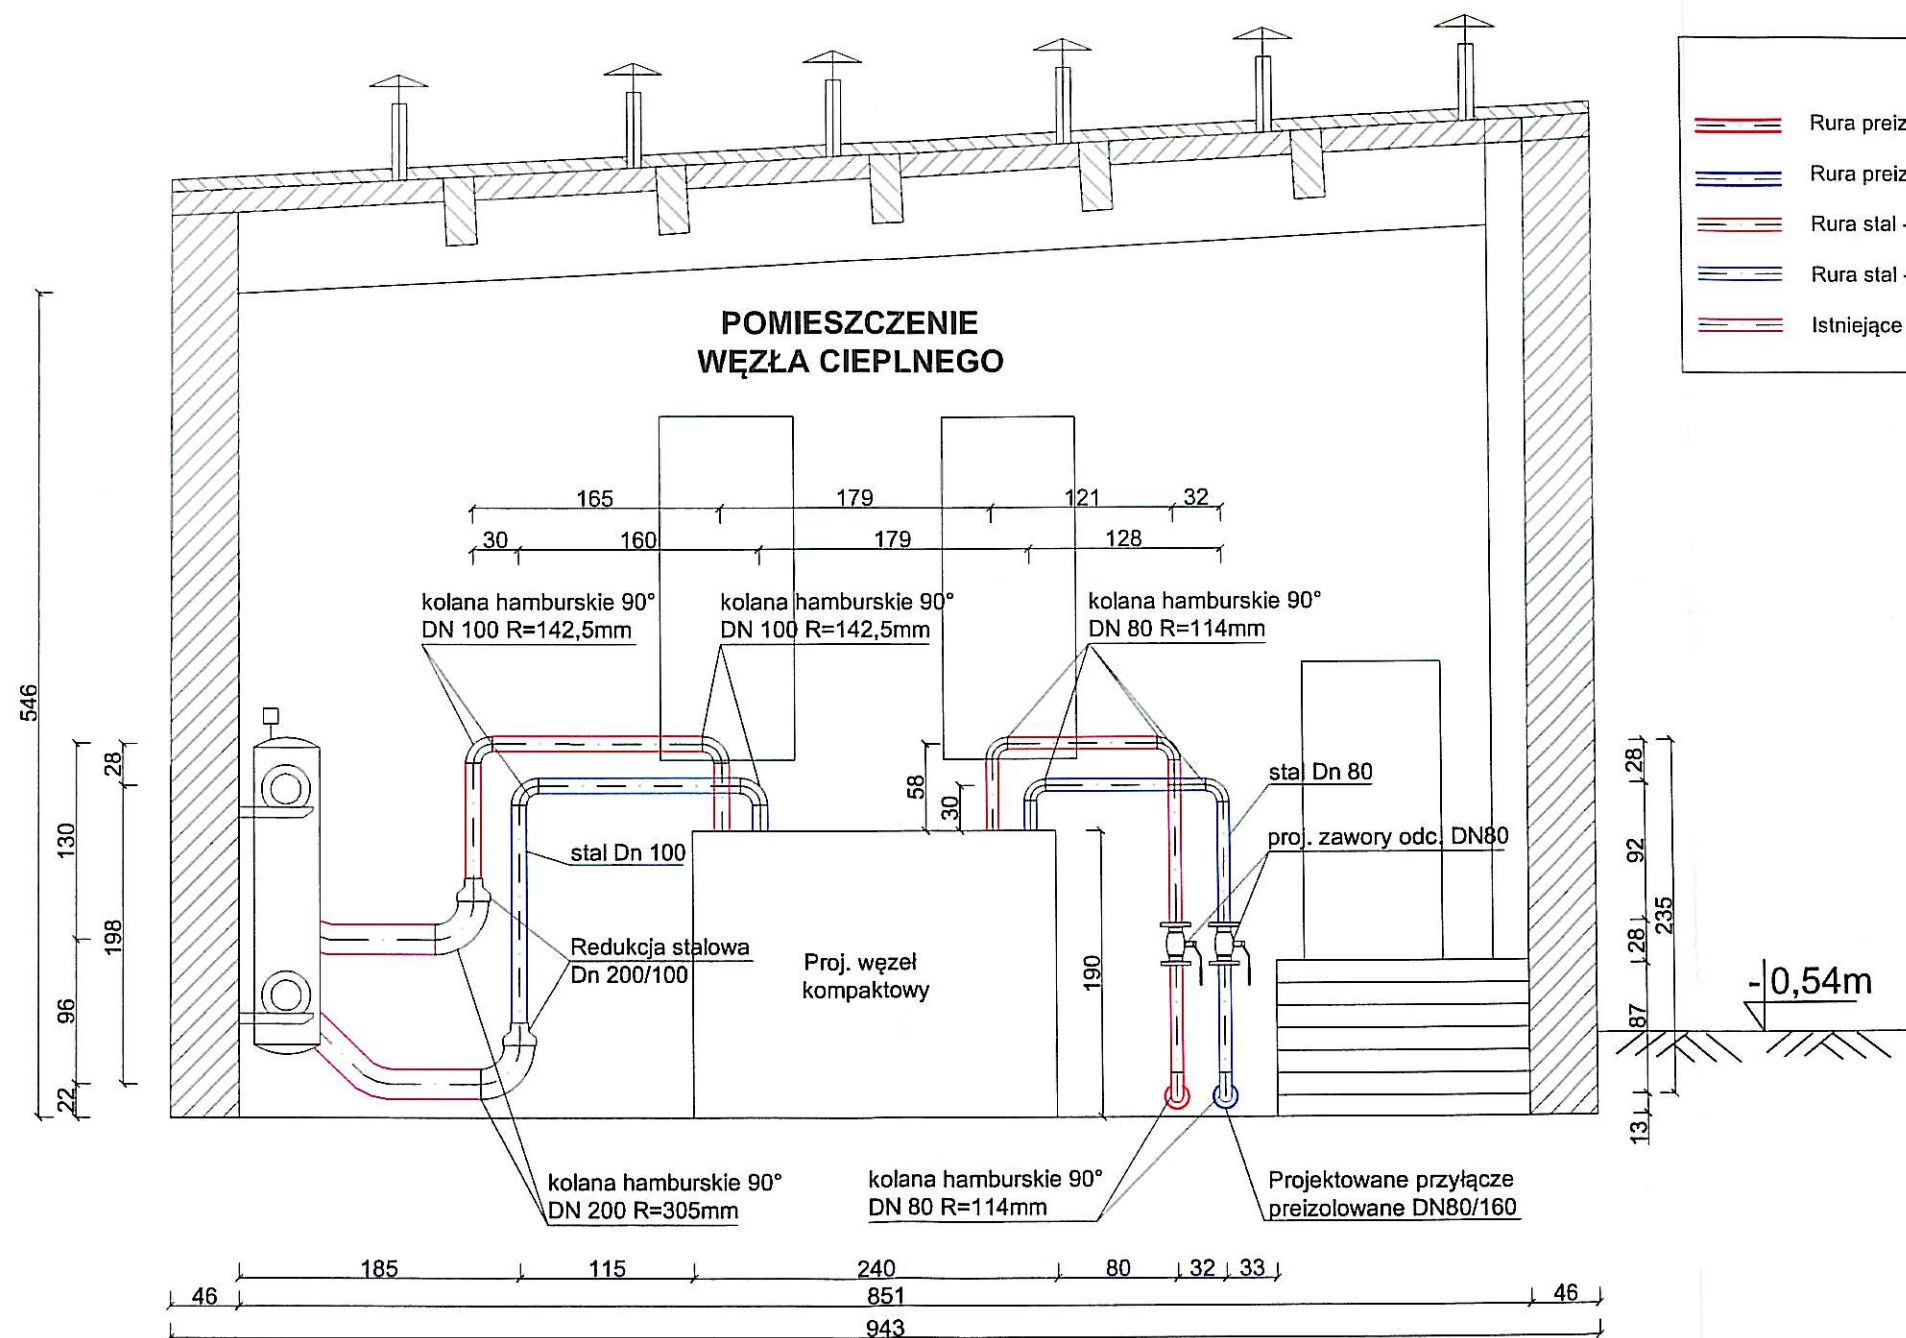 Rura preiz
Rura preiz
Rura stal -
Rura stal -
Istniejące
POMIESZCZENIE
WĘZŁA CIEPLNEGO
165 179 121 32
30 160 179 128
kolana hamburskie 90°
DN 100 R=142,5mm
kolana hamburskie 90°
DN 100 R=142,5mm
kolana hamburskie 90°
DN 80 R=114mm
546
130
96
22
28
198
58
30
190
stal Dn 80
proj. zawory odc. DN80
stal Dn 100
Redukcja stalowa
Dn 200/100
Proj. węzeł
kompaktowy
28
92
28
87
13
235
-0,54m
kolana hamburskie 90°
DN 200 R=305mm
kolana hamburskie 90°
DN 80 R=114mm
Projektowane przyłącze
preizolowane DN80/160
185 115 240 80 32 33
46 851 46
943